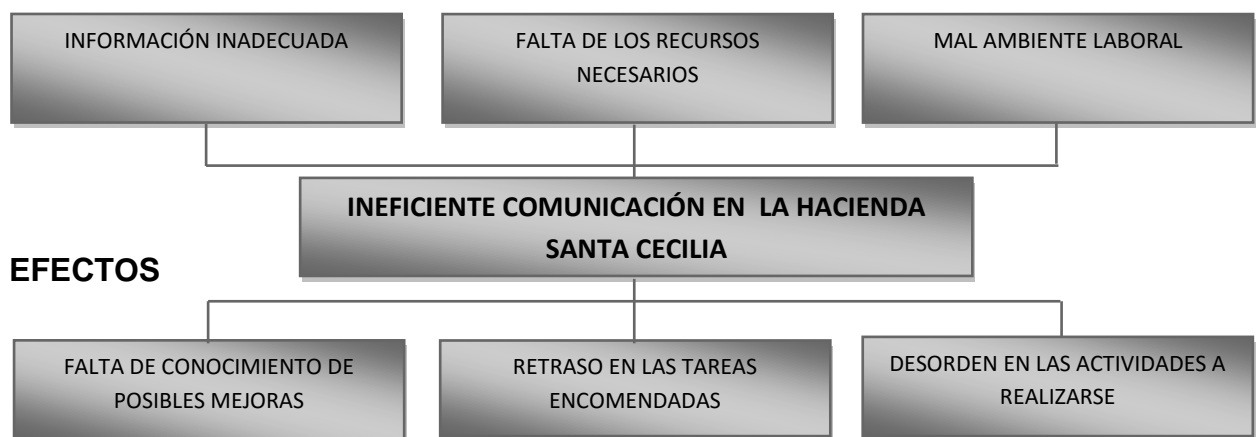 INFORMACIÓN INADECUADA
FALTA DE LOS RECURSOS
NECESARIOS
MAL AMBIENTE LABORAL
INEFICIENTE COMUNICACIÓN EN LA HACIENDA
SANTA CECILIA
EFECTOS
FALTA DE CONOCIMIENTO DE
POSIBLES MEJORAS
RETRASO EN LAS TAREAS
ENCOMENDADAS
DESORDEN EN LAS ACTIVIDADES A
REALIZARSE